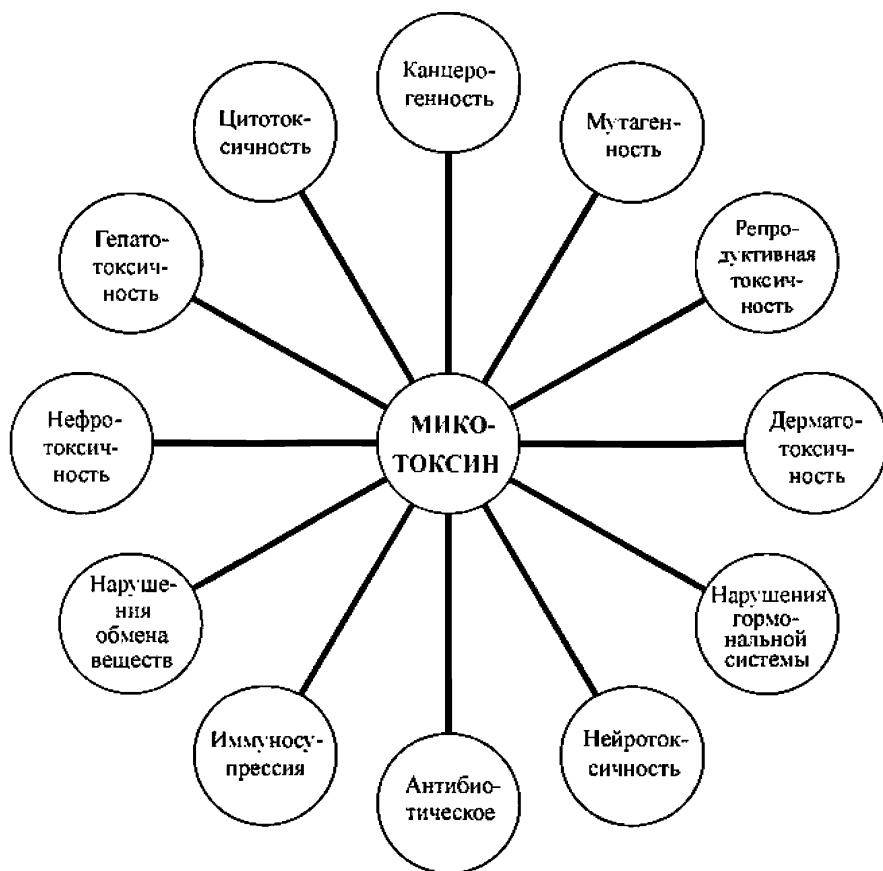 Канцеро-
генность
Мутаген-
ность
Репро-
дуктивная
токсич-
ность
Дермато-
токсич-
ность
Нарушения
гормо-
нальной
системы
Нейроток-
сичность
Антибио-
тическое
Иммуносу-
прессия
Наруше-
ния
обмена
веществ
Нефро-
токсич-
ность
Гепато-
токсич-
ность
Цитоток-
сичность
МИКО-
ТОКСИН